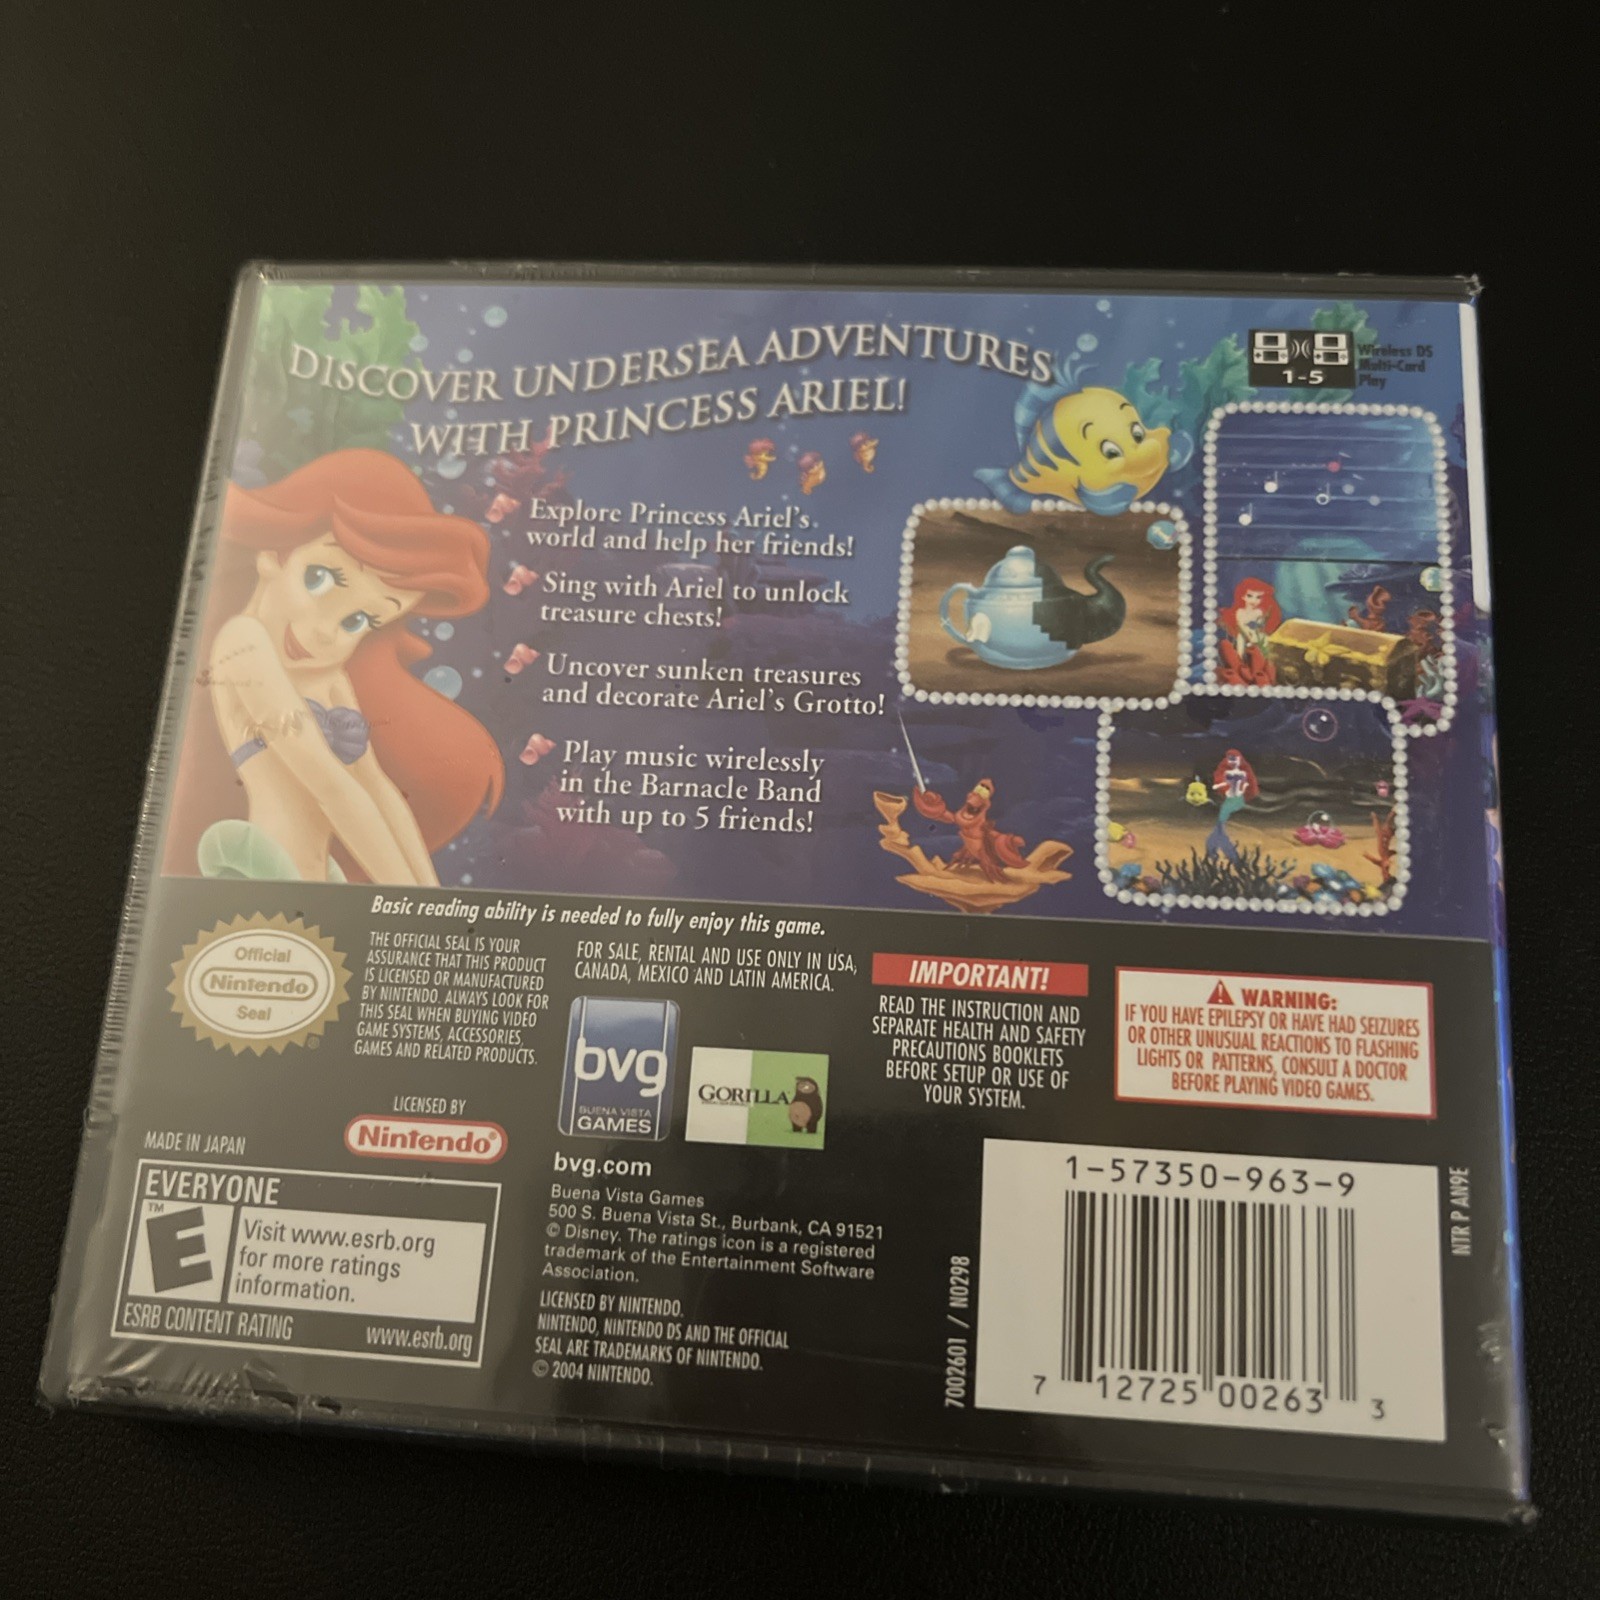 DISCOVER UNDERSEA ADVENTURES
WITH PRINCESS ARIEL!
1-5
Wireless DS
Multi-Card
Play
Explore Princess Ariel's
world and help her friends!
Sing with Ariel to unlock
treasure chests!
Uncover sunken treasures
and decorate Ariel's Grotto!
Play music wirelessly
in the Barnacle Band
with up to 5 friends!
Basic reading ability is needed to fully enjoy this game.
Official
Nintendo
Seal
®
THE OFFICIAL SEAL IS YOUR
ASSURANCE THAT THIS PRODUCT
IS LICENSED OR MANUFACTURED
BY NINTENDO. ALWAYS LOOK FOR
THIS SEAL WHEN BUYING VIDEO
GAME SYSTEMS, ACCESSORIES,
GAMES AND RELATED PRODUCTS.
LICENSED BY
Nintendo®
MADE IN JAPAN
EVERYONE
TM
E
Visit www.esrb.org
for more ratings
information.
ESRB CONTENT RATING
www.esrb.org
FOR SALE, RENTAL AND USE ONLY IN USA,
CANADA, MEXICO AND LATIN AMERICA.
bvg
BUENA VISTA
GAMES
GORILLA
bvg.com
Buena Vista Games
500 S. Buena Vista St., Burbank, CA 91521
© Disney. The ratings icon is a registered
trademark of the Entertainment Software
Association.
LICENSED BY NINTENDO.
NINTENDO, NINTENDO DS AND THE OFFICIAL
SEAL ARE TRADEMARKS OF NINTENDO.
© 2004 NINTENDO.
IMPORTANT!
READ THE INSTRUCTION AND
SEPARATE HEALTH AND SAFETY
PRECAUTIONS BOOKLETS
BEFORE SETUP OR USE OF
YOUR SYSTEM.
WARNING:
IF YOU HAVE EPILEPSY OR HAVE HAD SEIZURES
OR OTHER UNUSUAL REACTIONS TO FLASHING
LIGHTS OR PATTERNS, CONSULT A DOCTOR
BEFORE PLAYING VIDEO GAMES.
7002601 / N0298
1-57350-963-9
7 12725 00263 3
NTR P AN9E